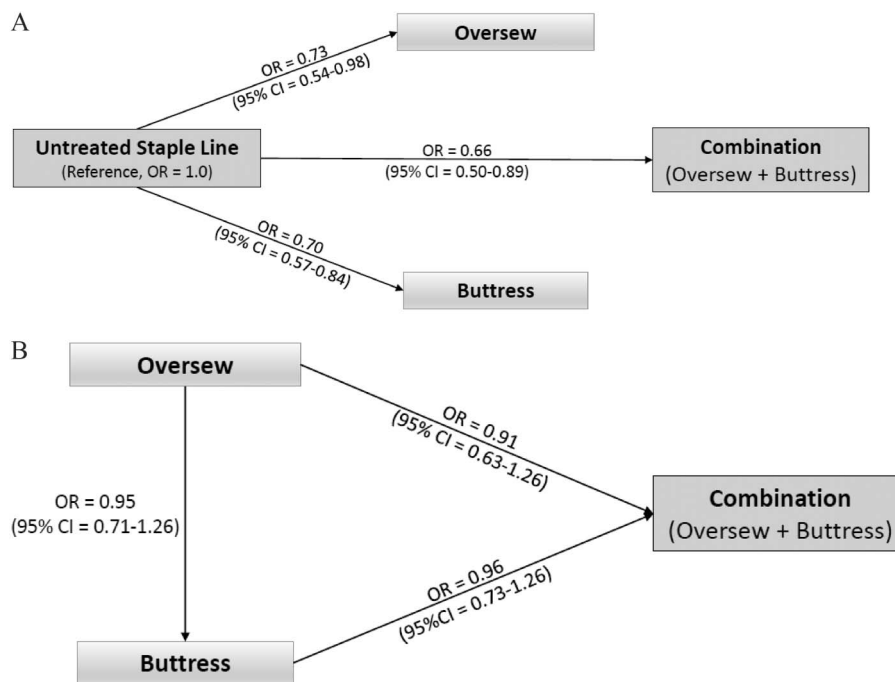 A
Oversew
OR = 0.73
(95% CI = 0.54-0.98)
Untreated Staple Line
(Reference, OR = 1.0)
OR = 0.66
(95% CI = 0.50-0.89)
Combination
(Oversew + Buttress)
OR = 0.70
(95% CI = 0.57-0.84)
Buttress
B
Oversew
OR = 0.91
(95% CI = 0.63-1.26)
OR = 0.95
(95% CI = 0.71-1.26)
Combination
(Oversew + Buttress)
OR = 0.96
(95%CI = 0.73-1.26)
Buttress